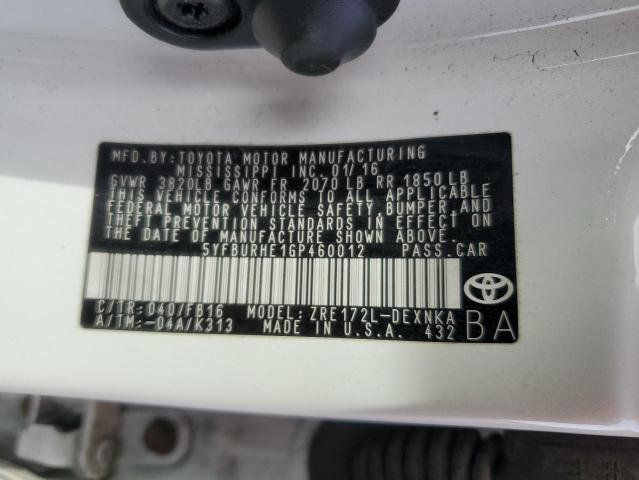 MFD. BY: TOYOTA MOTOR MANUFACTURING
MISSISSIPPI INC. 01/16
GVWR 3820LB GAWR FR 2070 LB RR 1850 LB
THIS VEHICLE CONFORMS TO ALL APPLICABLE
FEDERAL MOTOR VEHICLE SAFETY, BUMPER AND
THEFT PREVENTION STANDARDS IN EFFECT ON
THE DATE OF MANUFACTURE SHOWN ABOVE.
5YFBURHE1GP460012 PASS. CAR
C/TR: 040/FB16 MODEL: ZRE172L-DEXNKA
A/TM: -04A/K313 MADE IN U.S.A. 432 BA